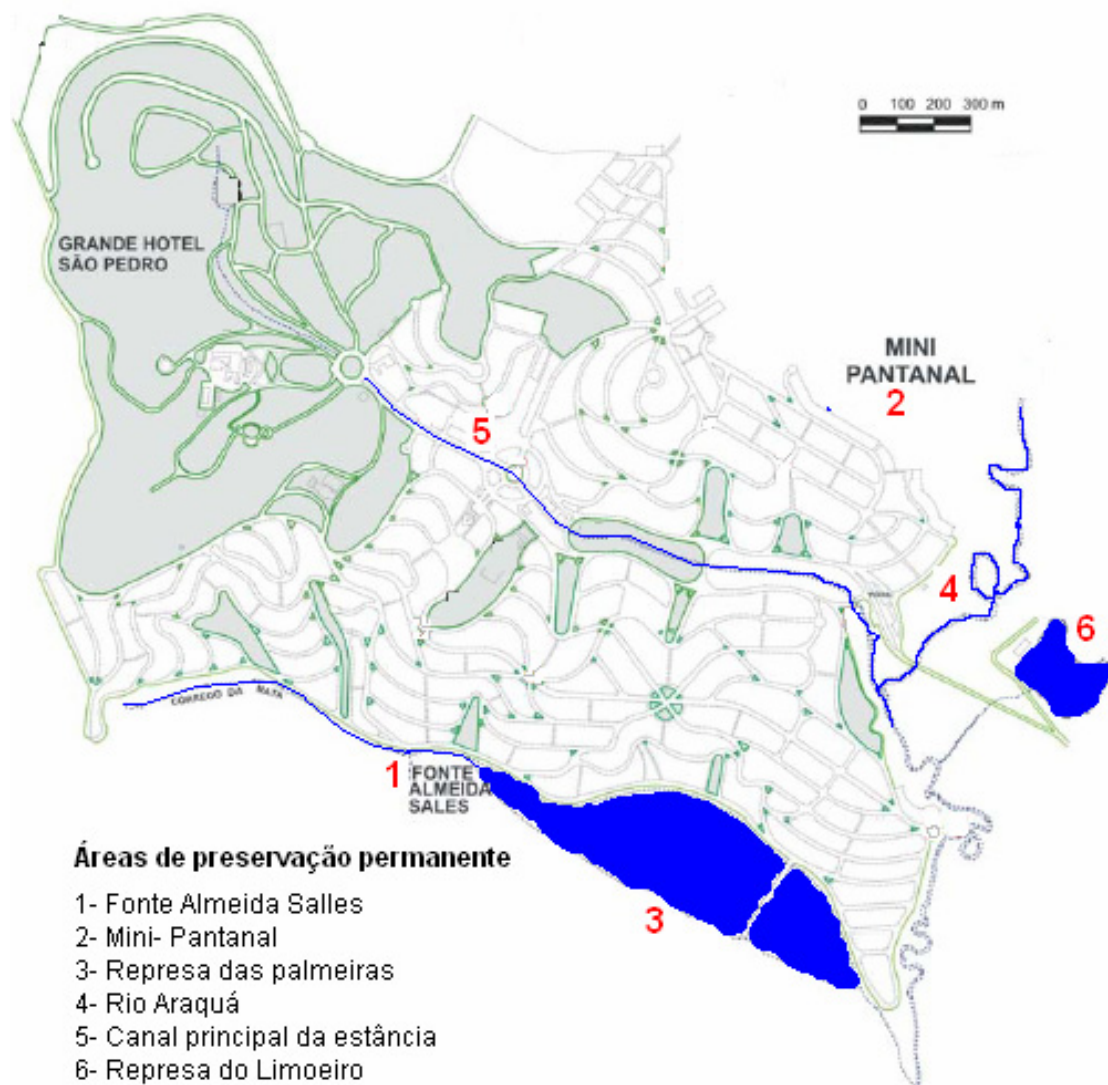 0 100 200 300 m
GRANDE HOTEL
SÃO PEDRO
MINI
PANTANAL
2
5
4
6
CORREGO DA MATA
1
FONTE
ALMEIDA
SALES
3
Áreas de preservação permanente
1- Fonte Almeida Salles
2- Mini- Pantanal
3- Represa das palmeiras
4- Rio Araquá
5- Canal principal da estância
6- Represa do Limoeiro